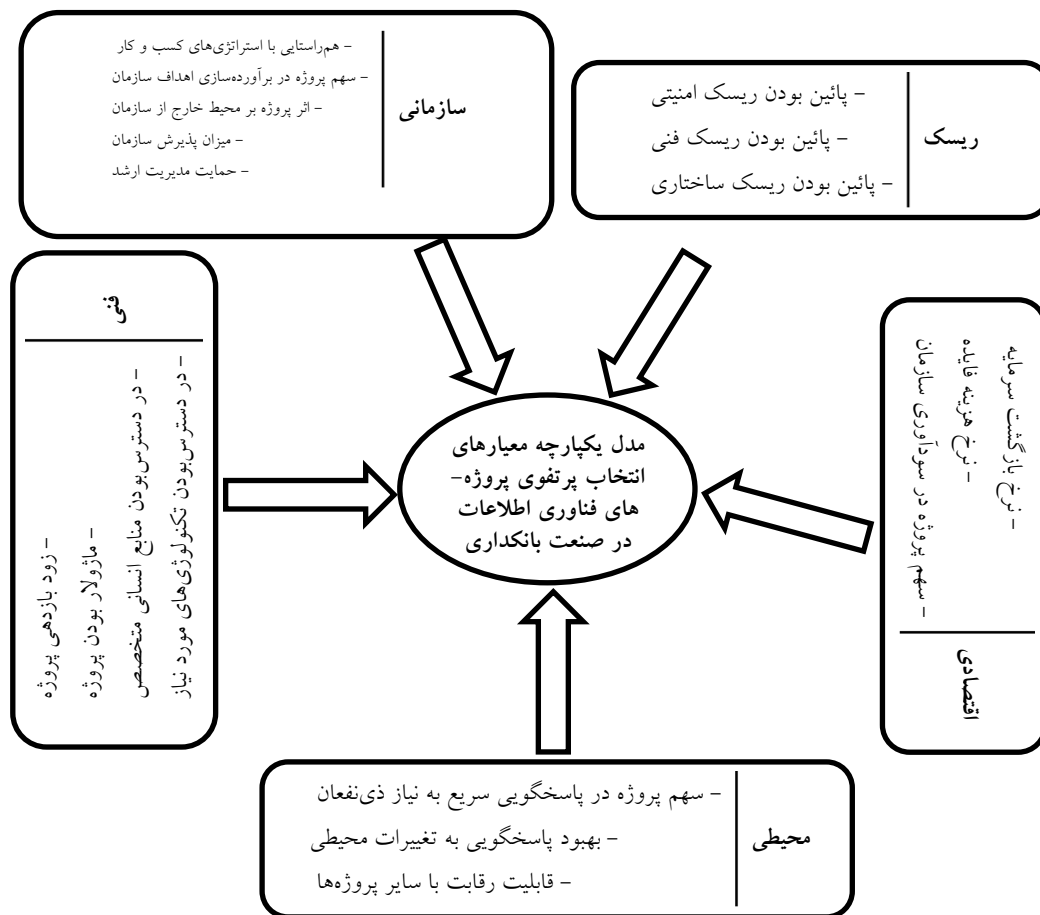 سازمانی
- هم‌راستایی با استراتژی‌های کسب و کار
- سهم پروژه در برآورده‌سازی اهداف سازمان
- اثر پروژه بر محیط خارج از سازمان
- میزان پذیرش سازمان
- حمایت مدیریت ارشد
ریسک
- پائین بودن ریسک امنیتی
- پائین بودن ریسک فنی
- پائین بودن ریسک ساختاری
فنی
- در دسترس‌بودن تکنولوژی‌های مورد نیاز
- در دسترس‌بودن منابع انسانی متخصص
- ماژولار بودن پروژه
- زود بازدهی پروژه
مدل یکپارچه معیارهای
انتخاب پرتفوی پروژه-
های فناوری اطلاعات
در صنعت بانکداری
اقتصادی
- نرخ بازگشت سرمایه
- نرخ هزینه فایده
- سهم پروژه در سودآوری سازمان
محیطی
- سهم پروژه در پاسخگویی سریع به نیاز ذی‌نفعان
- بهبود پاسخگویی به تغییرات محیطی
- قابلیت رقابت با سایر پروژه‌ها